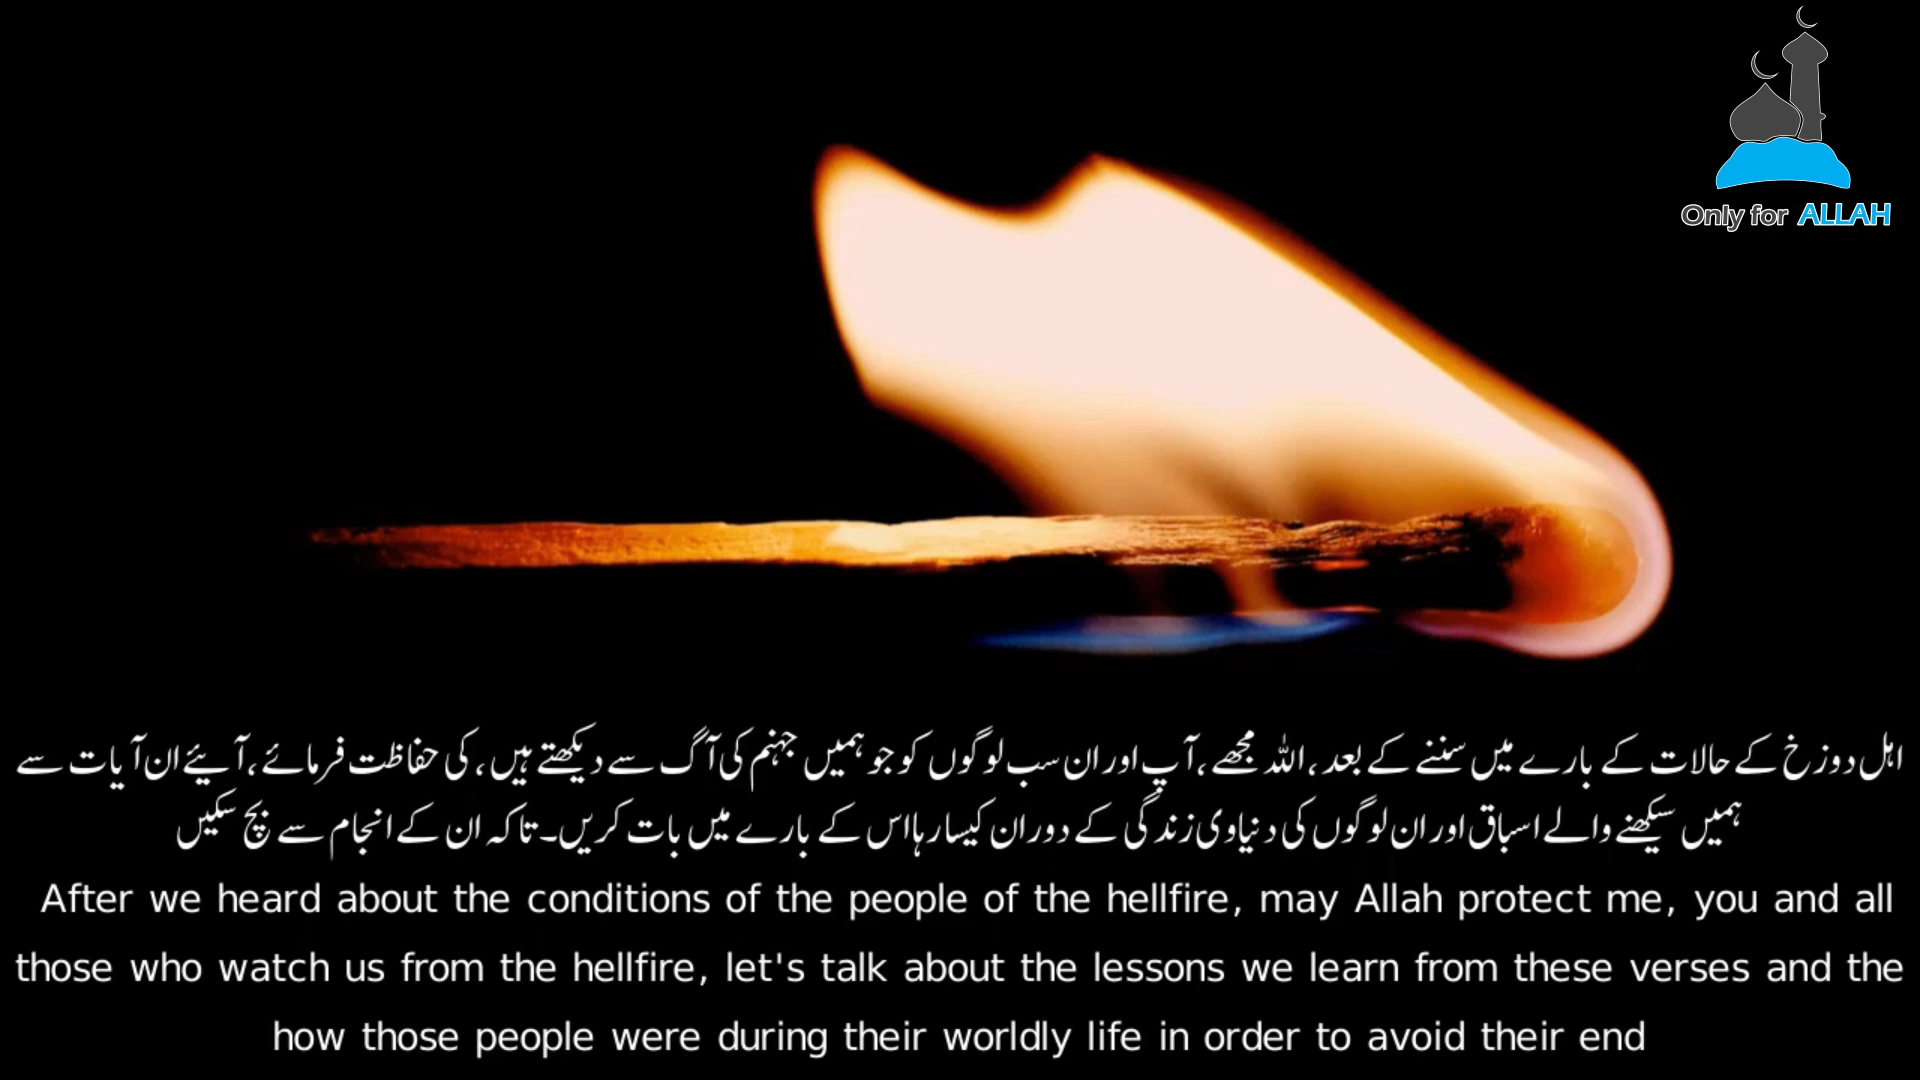 Only for ALLAH
اہل دوزخ کے حالات کے بارے میں سننے کے بعد ،اللہ مجھے ،آپ اور ان سب لوگوں کو جو ہمیں جہنم کی آگ سے دیکھتے ہیں ، کی حفاظت فرمائے ،آیئے ان آیات سے
ہمیں سیکھنے والے اسباق اور ان لوگوں کی دنیاوی زندگی کے دوران کیسا رہا اس کے بارے میں بات کریں۔ تاکہ ان کے انجام سے بچ سکیں
After we heard about the conditions of the people of the hellfire, may Allah protect me, you and all
those who watch us from the hellfire, let's talk about the lessons we learn from these verses and the
how those people were during their worldly life in order to avoid their end